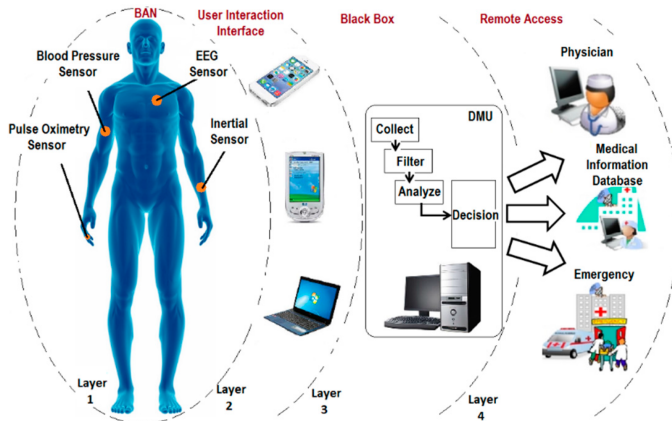 BAN
User Interaction
Interface
Black Box
Remote Access
Blood Pressure
Sensor
EEG
Sensor
Pulse Oximetry
Sensor
Inertial
Sensor
DMU
Collect
Filter
Analyze
Decision
Physician
Medical
Information
Database
Emergency
Layer
1
Layer
2
Layer
3
Layer
4